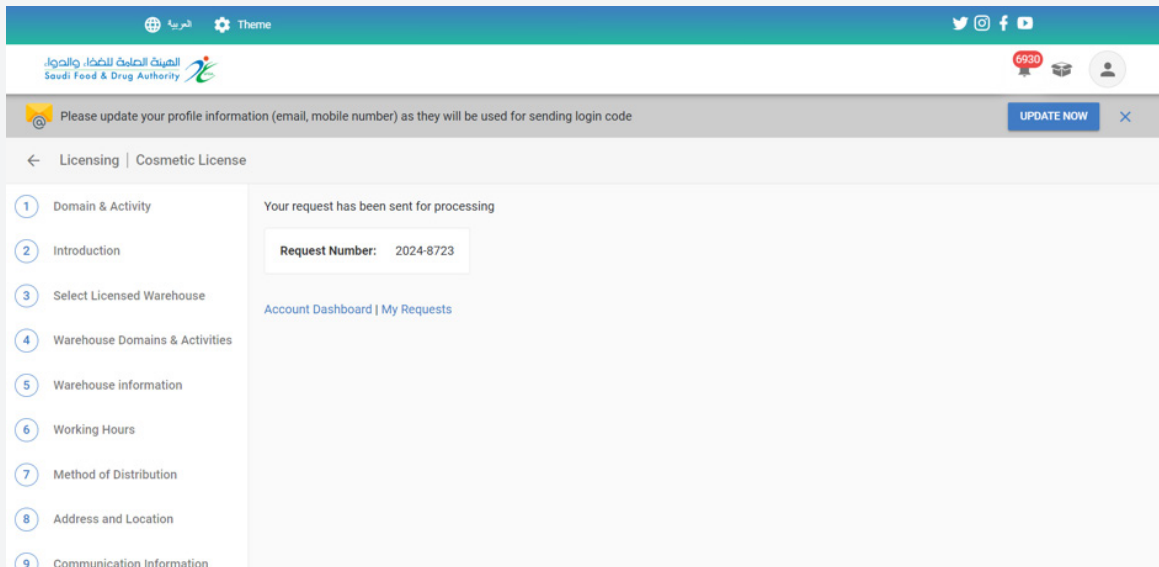 العربية Theme
6930
الهيئة العامة للغذاء والدواء
Saudi Food & Drug Authority
Please update your profile information (email, mobile number) as they will be used for sending login code
UPDATE NOW
Licensing | Cosmetic License
1 Domain & Activity
Your request has been sent for processing
2 Introduction
Request Number: 2024-8723
3 Select Licensed Warehouse
Account Dashboard | My Requests
4 Warehouse Domains & Activities
5 Warehouse information
6 Working Hours
7 Method of Distribution
8 Address and Location
9 Communication Information